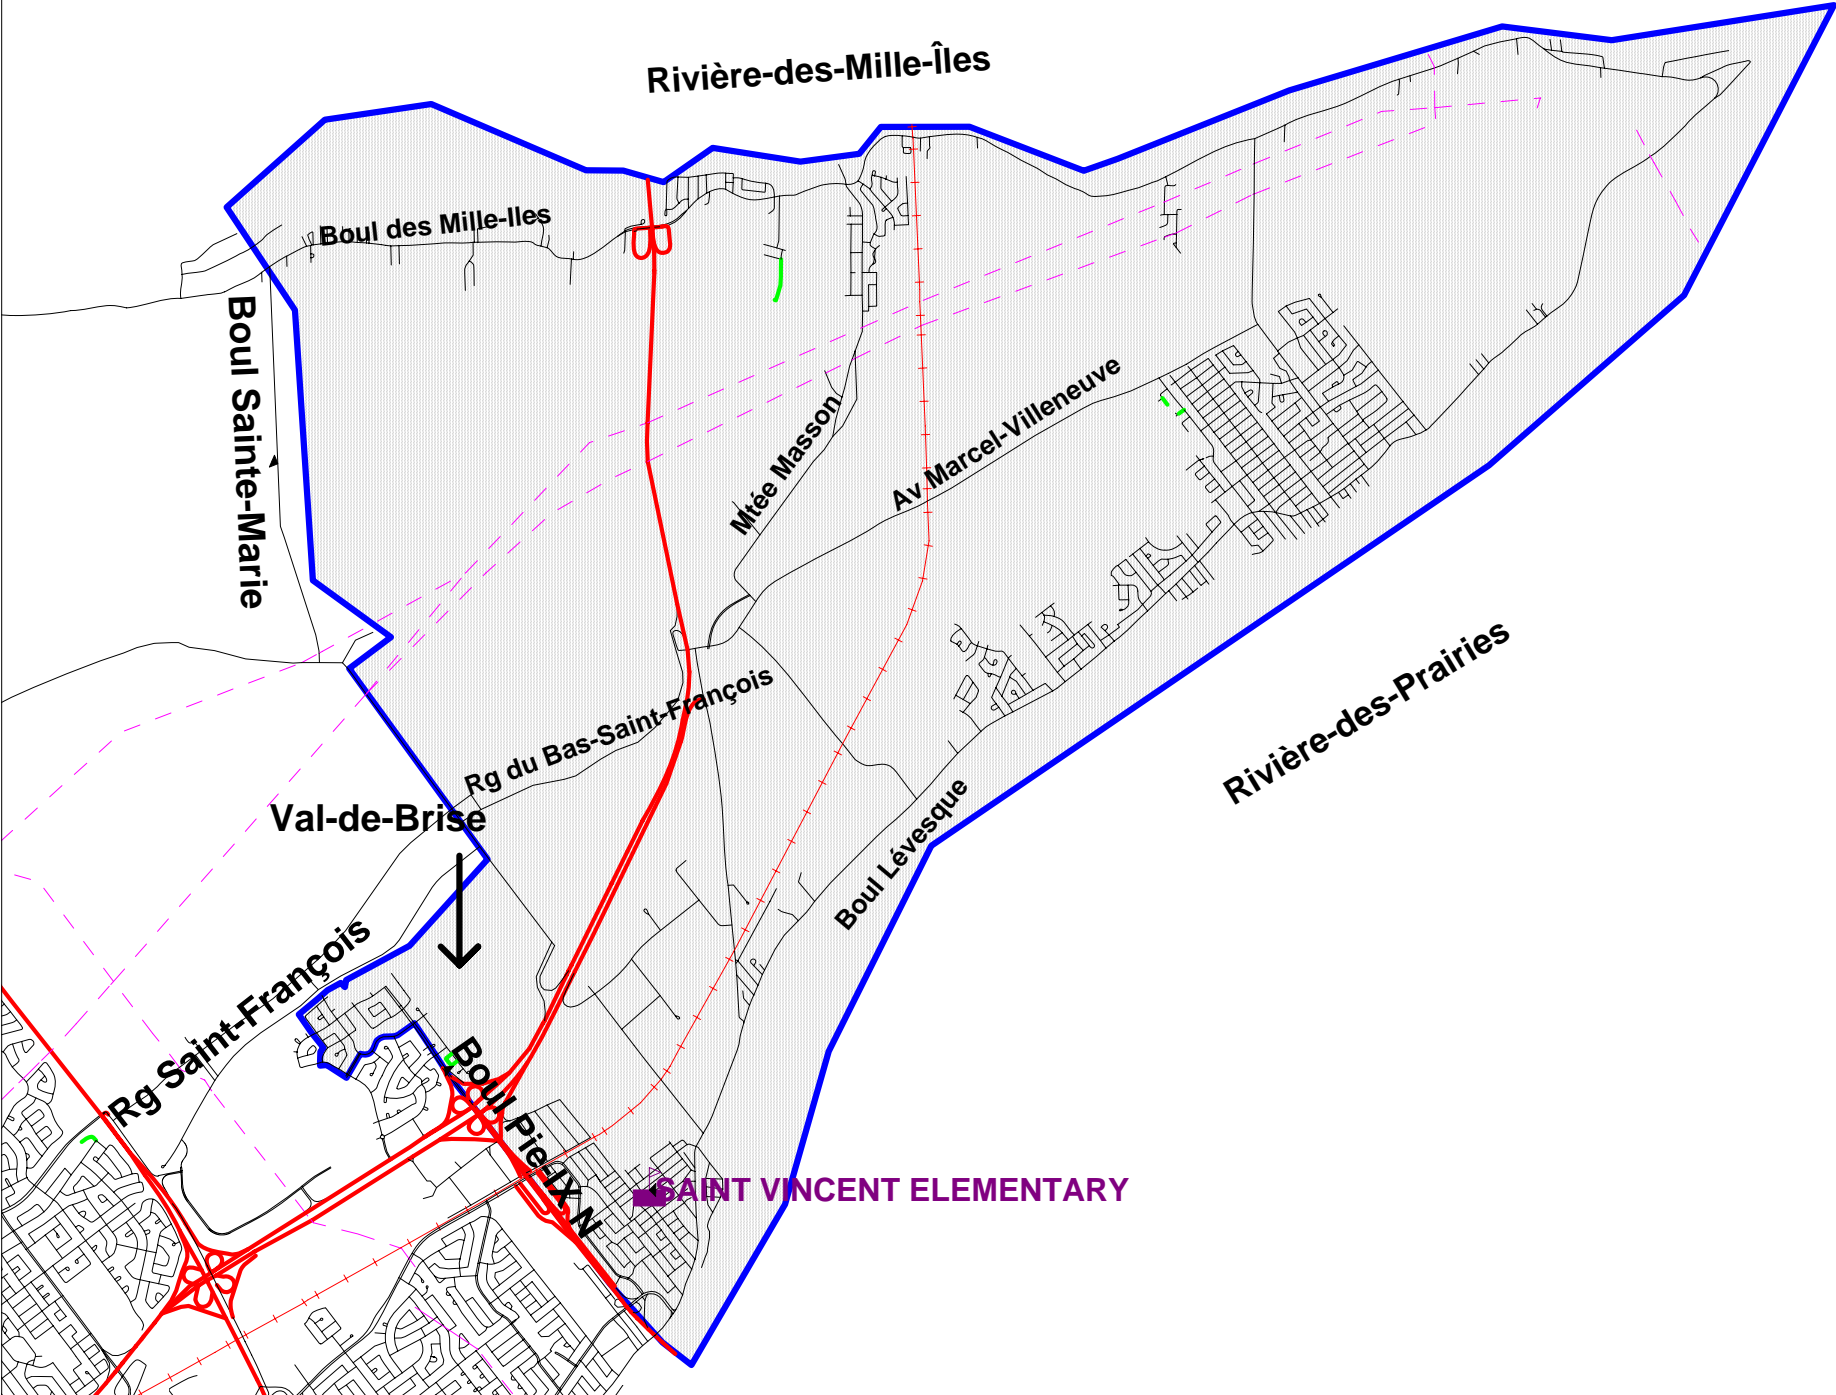 Rivière-des-Mille-Îles
Boul des Mille-Iles
Boul Sainte-Marie
Mtée Masson
Av Marcel-Villeneuve
Rg du Bas-Saint-François
Rivière-des-Prairies
Val-de-Brise
Boul Lévesque
Rg Saint-François
Boul Pie-IX N
SAINT VINCENT ELEMENTARY